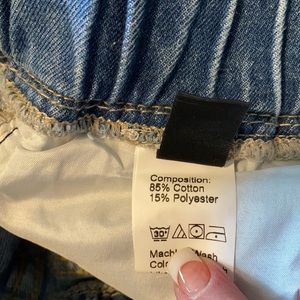 Composition:
85% Cotton
15% Polyester
30°
Wash